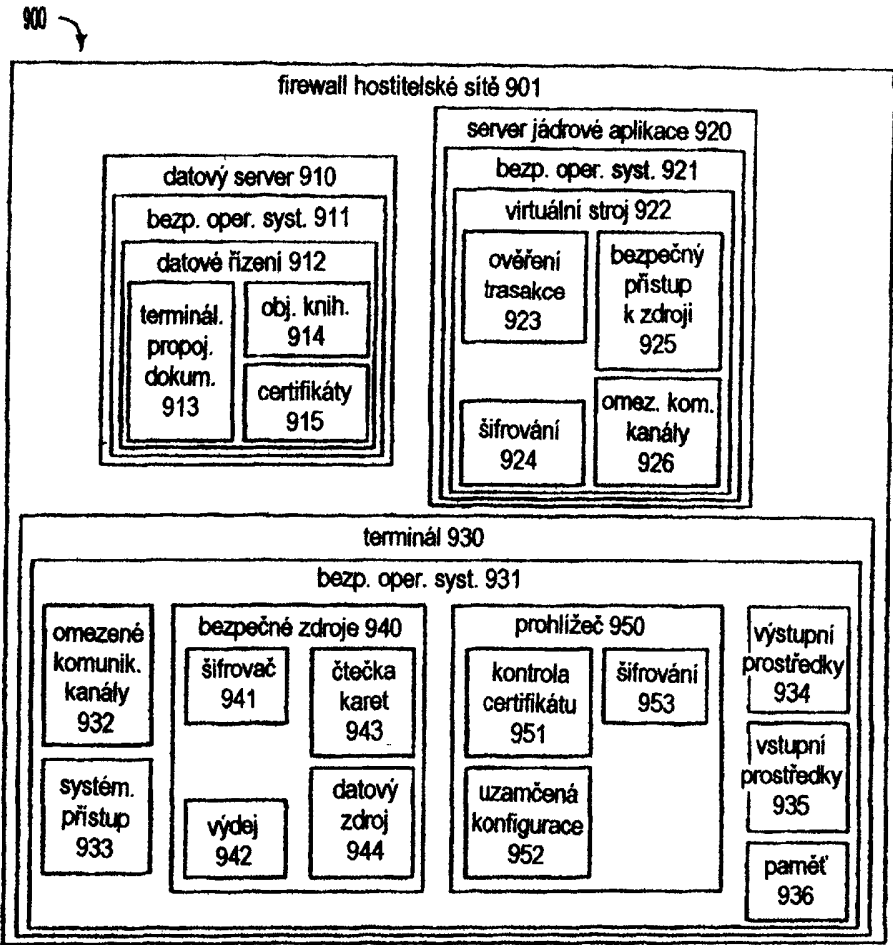 900
firewall hostitelské sítě 901
datový server 910
bezp. oper. syst. 911
datové řízení 912
terminál.
propoj.
dokum.
913
obj. knih.
914
certifikáty
915
server jádrové aplikace 920
bezp. oper. syst. 921
virtuální stroj 922
ověření
trasakce
923
bezpečný
přístup
k zdroji
925
šifrování
924
omez. kom.
kanály
926
terminál 930
bezp. oper. syst. 931
omezené
komunik.
kanály
932
systém.
přístup
933
bezpečné zdroje 940
šifrovač
941
čtečka
karet
943
výdej
942
datový
zdroj
944
prohlížeč 950
kontrola
certifikátu
951
šifrování
953
uzamčená
konfigurace
952
výstupní
prostředky
934
vstupní
prostředky
935
paměť
936